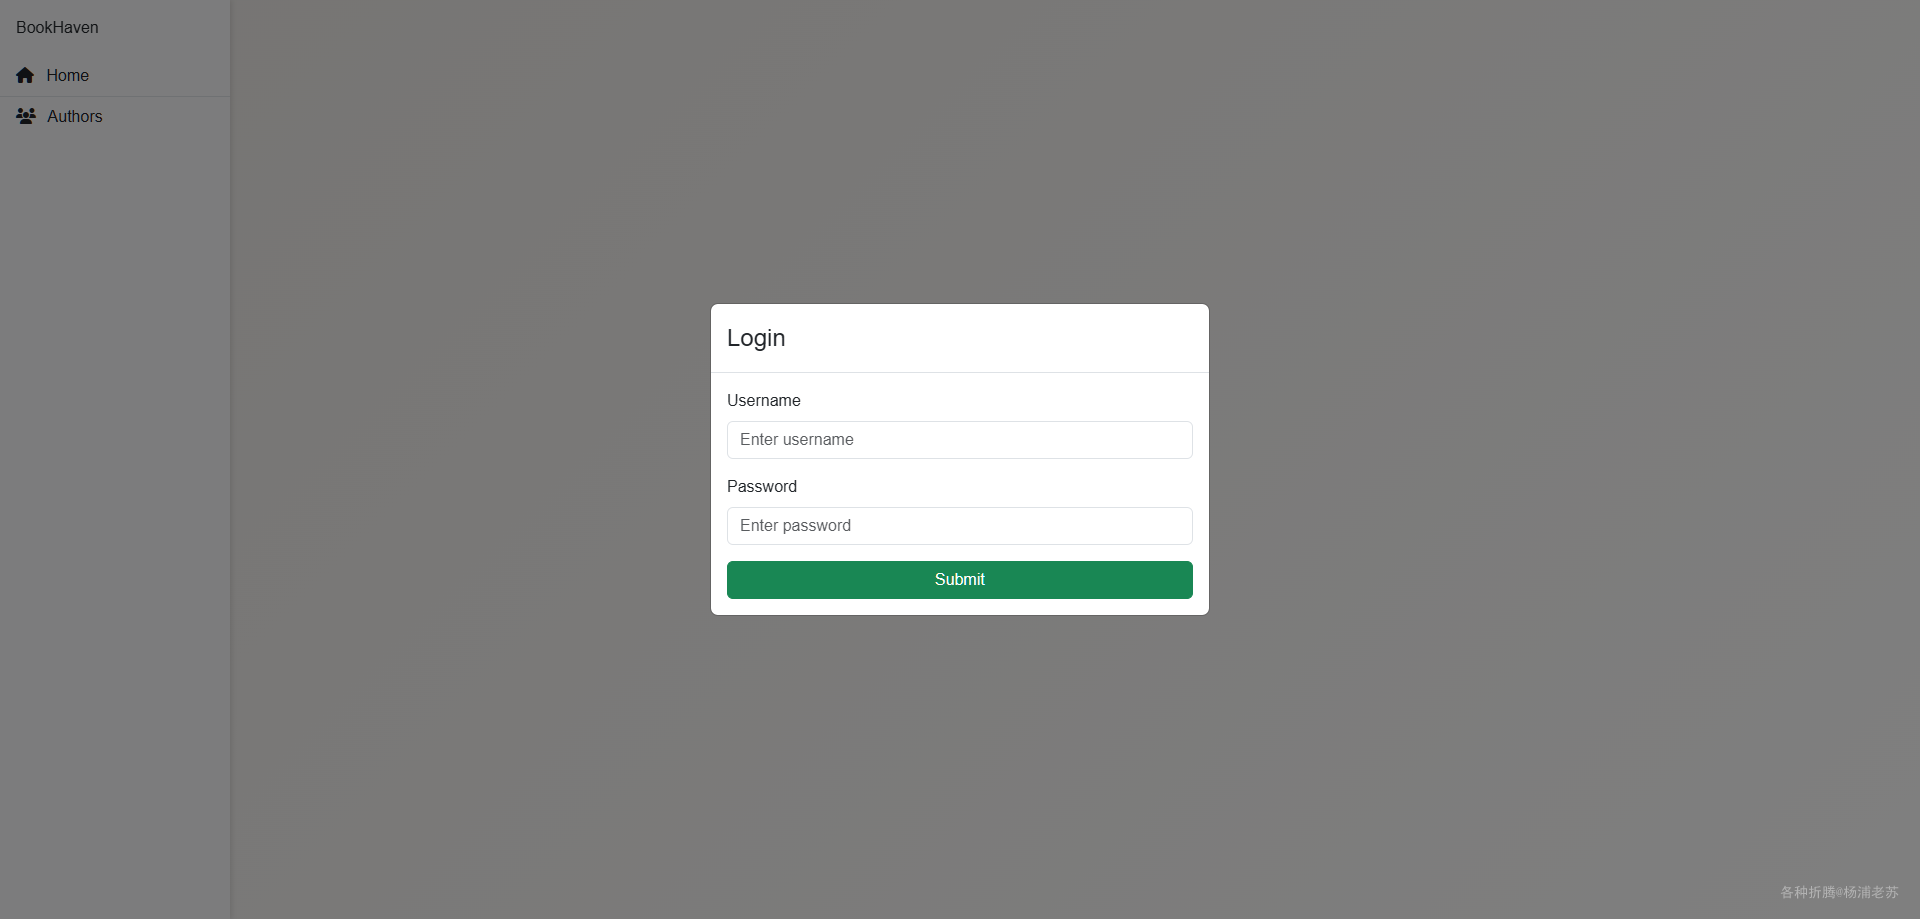 BookHaven
Home
Authors
Login
Username
Enter username
Password
Enter password
Submit
各种折腾@杨浦老苏